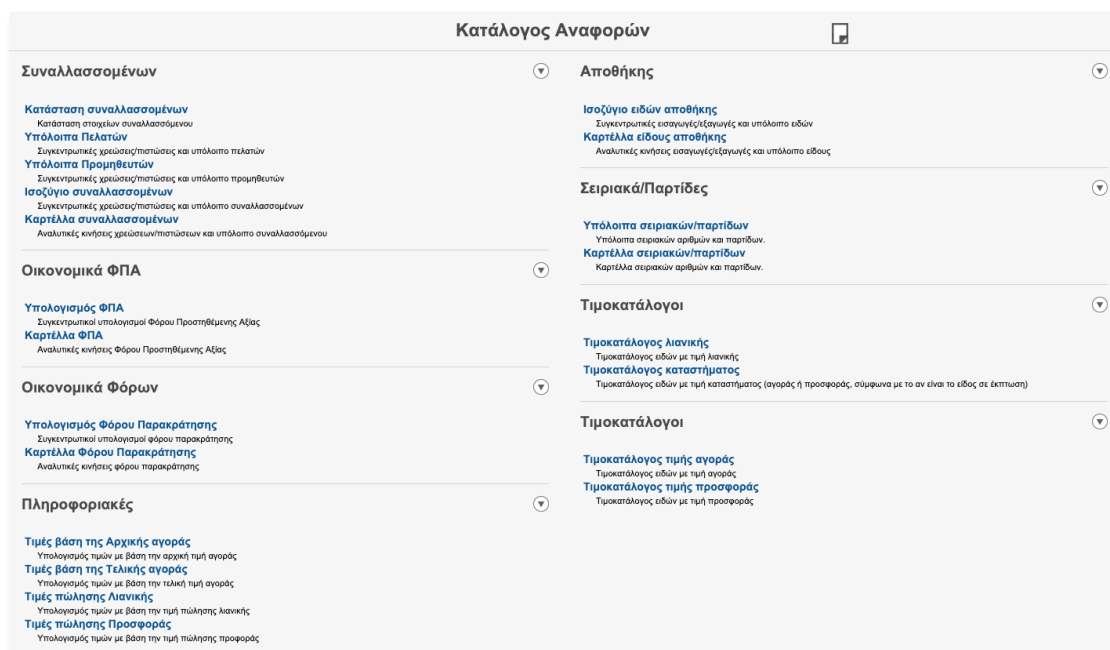 Κατάλογος Αναφορών
Συναλλασσομένων
Κατάσταση συναλλασσομένων
Κατάσταση στοιχείων συναλλασσόμενου
Υπόλοιπα Πελατών
Συγκεντρωτικές χρεώσεις/πιστώσεις και υπόλοιπο πελατών
Υπόλοιπα Προμηθευτών
Συγκεντρωτικές χρεώσεις/πιστώσεις και υπόλοιπο προμηθευτών
Ισοζύγιο συναλλασσομένων
Συγκεντρωτικές χρεώσεις/πιστώσεις και υπόλοιπο συναλλασσομένων
Καρτέλλα συναλλασσομένων
Αναλυτικές κινήσεις χρεώσεων/πιστώσεων και υπόλοιπο συναλλασσόμενου
Οικονομικά ΦΠΑ
Υπολογισμός ΦΠΑ
Συγκεντρωτικοί υπολογισμοί Φόρου Προστηθέμενης Αξίας
Καρτέλλα ΦΠΑ
Αναλυτικές κινήσεις Φόρου Προστηθέμενης Αξίας
Οικονομικά Φόρων
Υπολογισμός Φόρου Παρακράτησης
Συγκεντρωτικοί υπολογισμοί φόρου παρακράτησης
Καρτέλλα Φόρου Παρακράτησης
Αναλυτικές κινήσεις φόρου παρακράτησης
Πληροφοριακές
Τιμές βάση της Αρχικής αγοράς
Υπολογισμός τιμών με βάση την αρχική τιμή αγοράς
Τιμές βάση της Τελικής αγοράς
Υπολογισμός τιμών με βάση την τελική τιμή αγοράς
Τιμές πώλησης Λιανικής
Υπολογισμός τιμών με βάση την τιμή πώλησης λιανικής
Τιμές πώλησης Προσφοράς
Υπολογισμός τιμών με βάση την τιμή πώλησης προφοράς
Αποθήκης
Ισοζύγιο ειδών αποθήκης
Συγκεντρωτικές εισαγωγές/εξαγωγές και υπόλοιπο ειδών
Καρτέλλα είδους αποθήκης
Αναλυτικές κινήσεις εισαγωγές/εξαγωγές και υπόλοιπο είδους
Σειριακά/Παρτίδες
Υπόλοιπα σειριακών/παρτίδων
Υπόλοιπα σειριακών αριθμών και παρτίδων.
Καρτέλλα σειριακών/παρτίδων
Καρτέλλα σειριακών αριθμών και παρτίδων.
Τιμοκατάλογοι
Τιμοκατάλογος λιανικής
Τιμοκατάλογος ειδών με τιμή λιανικής
Τιμοκατάλογος καταστήματος
Τιμοκατάλογος ειδών με τιμή καταστήματος (αγοράς ή προσφοράς, σύμφωνα με το αν είναι το είδος σε έκπτωση)
Τιμοκατάλογοι
Τιμοκατάλογος τιμής αγοράς
Τιμοκατάλογος ειδών με τιμή αγοράς
Τιμοκατάλογος τιμής προσφοράς
Τιμοκατάλογος ειδών με τιμή προσφοράς